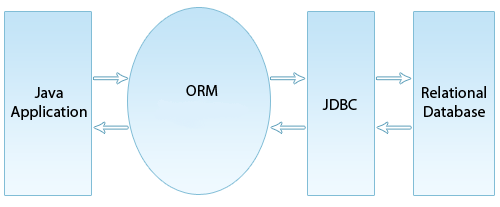 Java
Application
ORM
JDBC
Relational
Database